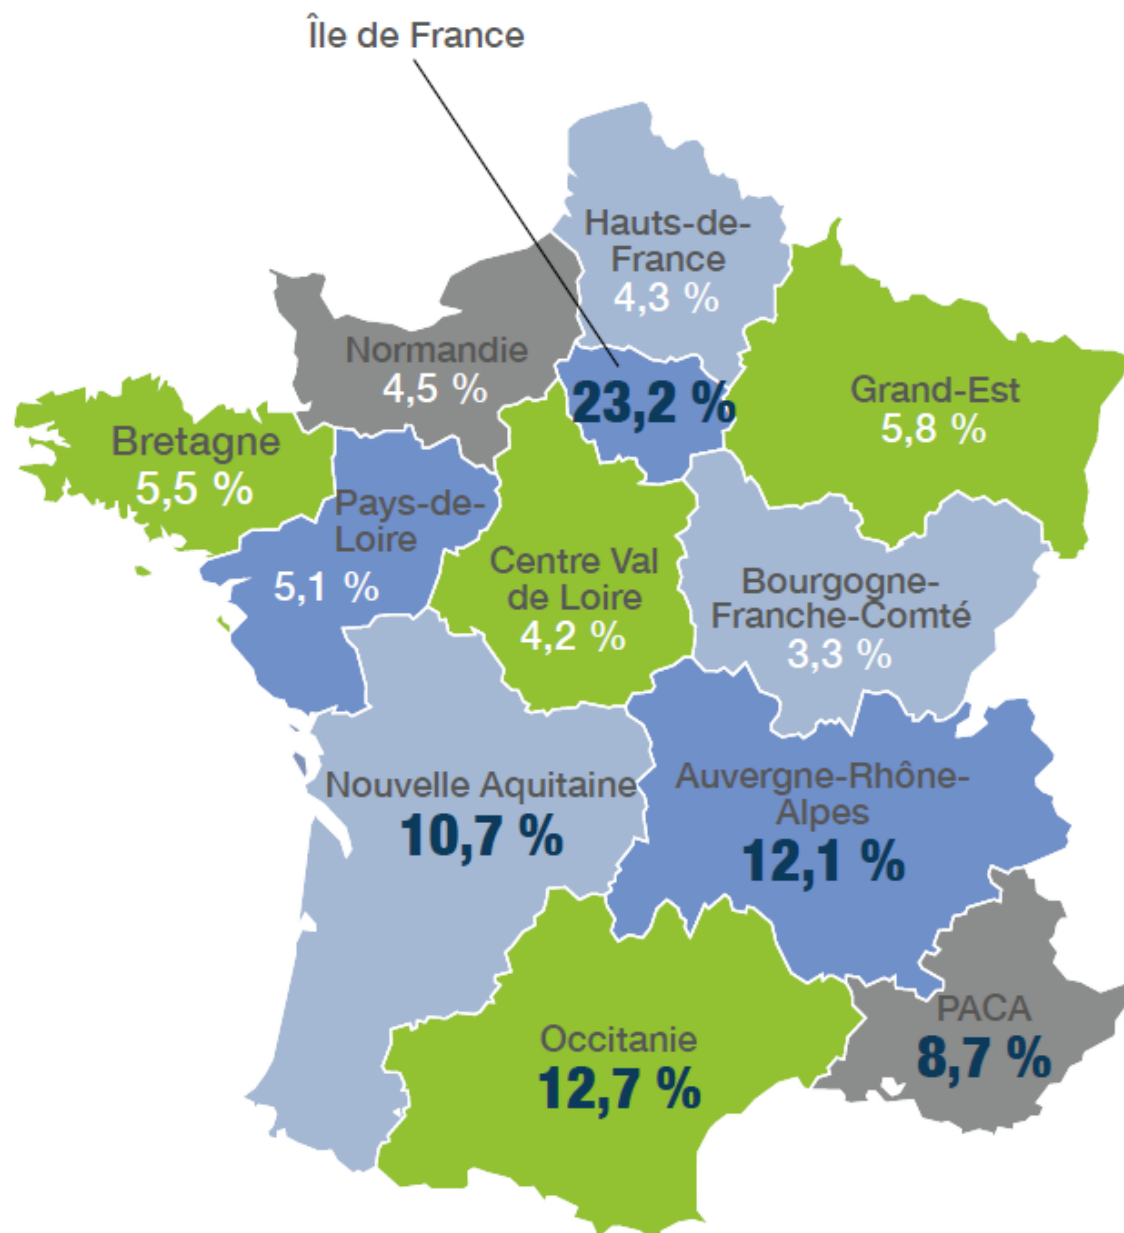 Île de France
Hauts-de-
France
4,3 %
Normandie
4,5 %
23,2 %
Grand-Est
5,8 %
Bretagne
5,5 %
Pays-de-
Loire
5,1 %
Centre Val
de Loire
4,2 %
Bourgogne-
Franche-Comté
3,3 %
Nouvelle Aquitaine
10,7 %
Auvergne-Rhône-
Alpes
12,1 %
PACA
8,7 %
Occitanie
12,7 %